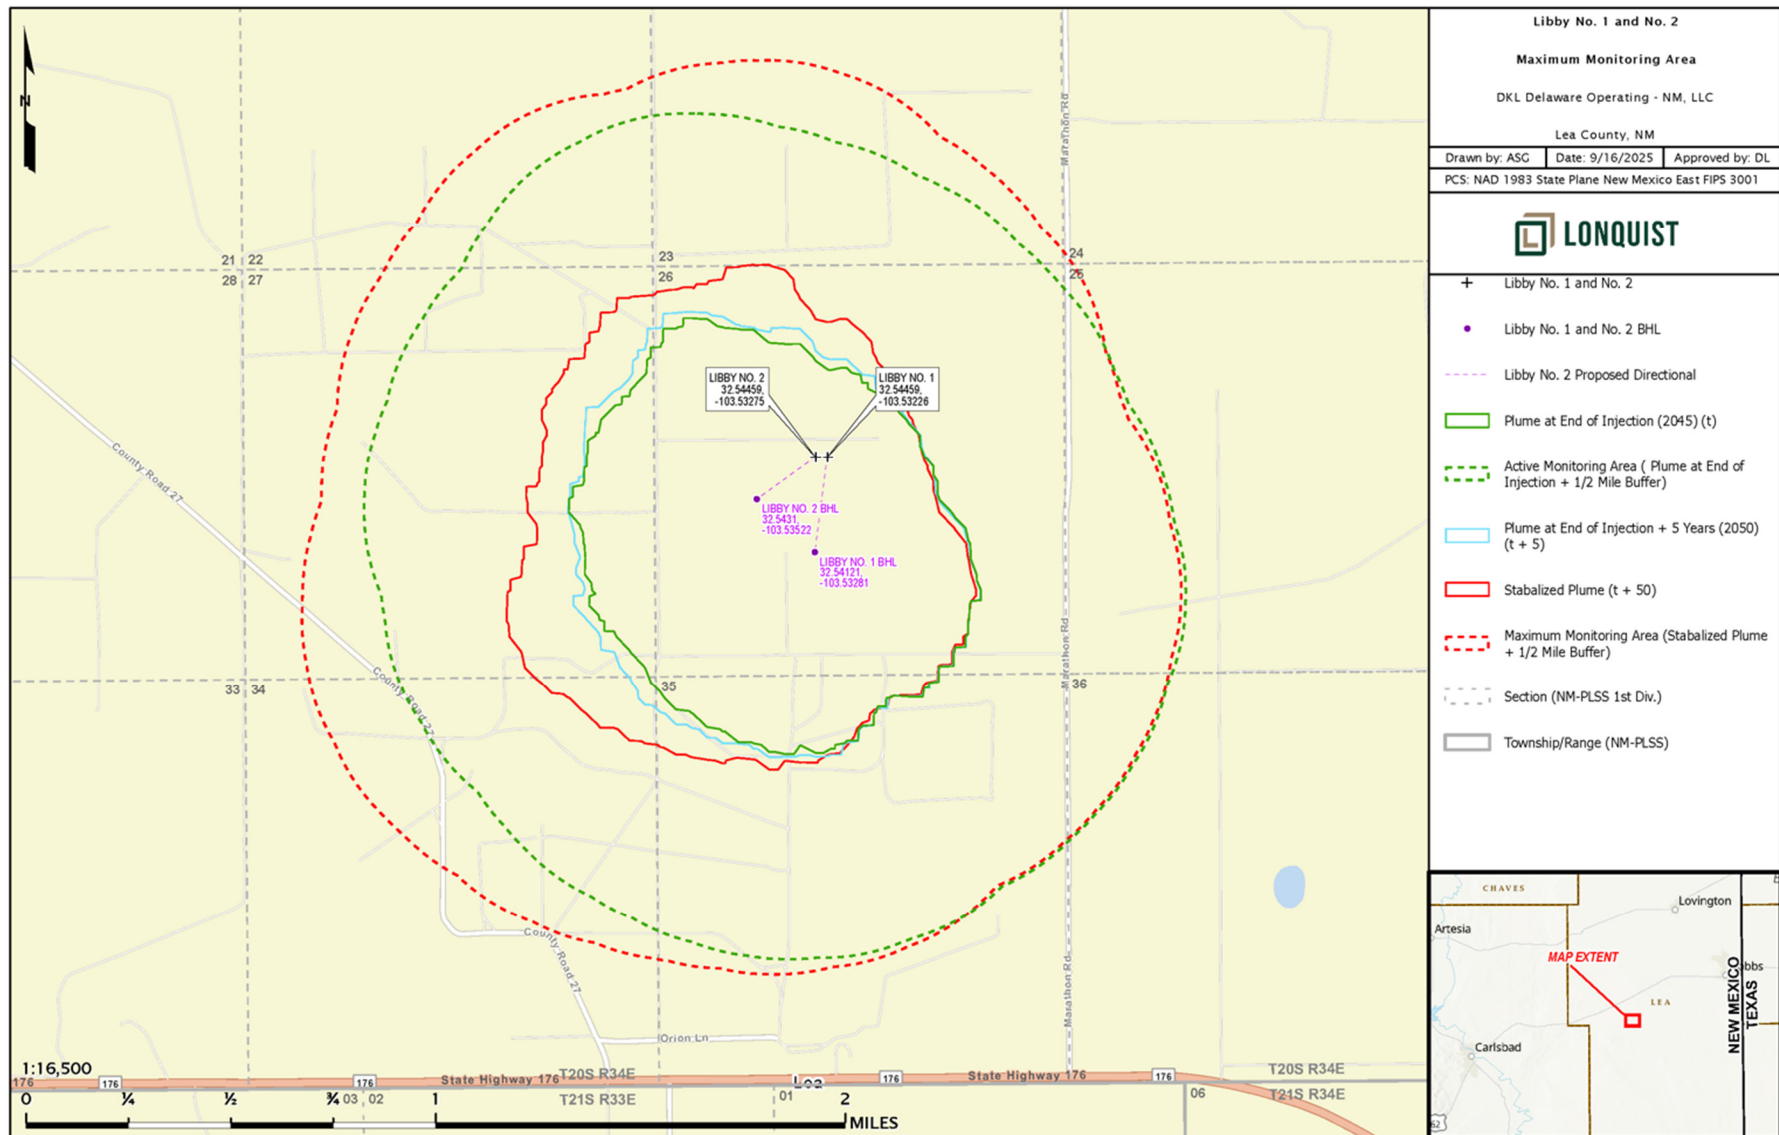 Libby No. 1 and No. 2
Maximum Monitoring Area
DKL Delaware Operating - NM, LLC
Lea County, NM
Drawn by: ASG
Date: 9/16/2025
Approved by: DL
PCS: NAD 1983 State Plane New Mexico East FIPS 3001
LONQUIST
Libby No. 1 and No. 2
Libby No. 1 and No. 2 BHL
Libby No. 2 Proposed Directional
Plume at End of Injection (2045) (t)
Active Monitoring Area ( Plume at End of
Injection + 1/2 Mile Buffer)
Plume at End of Injection + 5 Years (2050)
(t + 5)
Stabalized Plume (t + 50)
Maximum Monitoring Area (Stabalized Plume
+ 1/2 Mile Buffer)
Section (NM-PLSS 1st Div.)
Township/Range (NM-PLSS)
N
Marathon Rd
21 22
28 27
23
26
24
25
LIBBY NO. 2
32.54459,
-103.53275
LIBBY NO. 1
32.54459,
-103.53226
LIBBY NO. 2 BHL
32.5431,
-103.53522
LIBBY NO. 1 BHL
32.54121,
-103.53281
County Road 27
Marathon Rd
33 34
35
36
County Road 27
County Road 27
Marathon Rd
Orion Ln
1:16,500
176
176
State Highway 176
T20S R34E
176
Lea
176
State Highway 176
176
T20S R34E
T21S R33E
T21S R34E
03 02
01
06
0
¼
½
¾
1
2
MILES
CHAVES
Lovington
Artesia
MAP EXTENT
LEA
Carlsbad
NEW MEXICO
TEXAS
62